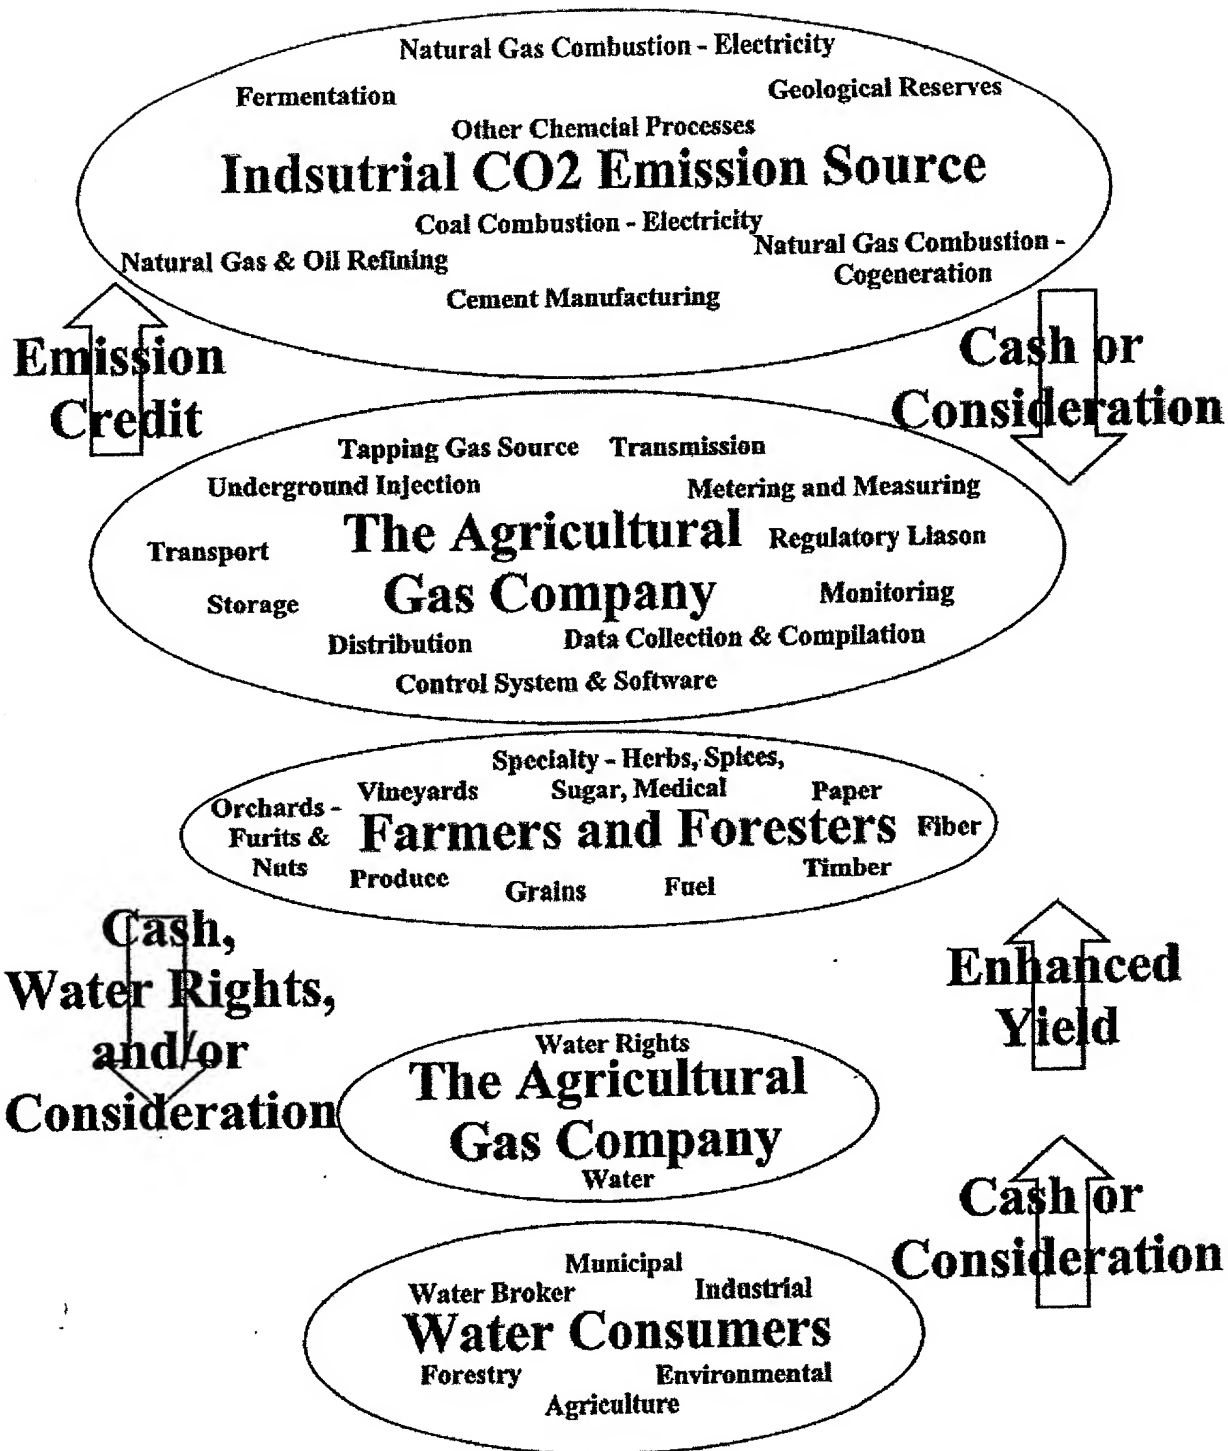 Natural Gas Combustion - Electricity
Fermentation
Geological Reserves
Other Chemcial Processes
Indsutrial CO2 Emission Source
Coal Combustion - Electricity
Natural Gas & Oil Refining
Natural Gas Combustion -
Cogeneration
Cement Manufacturing
Emission
Credit
Cash or
Consideration
Tapping Gas Source
Transmission
Underground Injection
Metering and Measuring
The Agricultural
Gas Company
Regulatory Liason
Transport
Storage
Monitoring
Distribution
Data Collection & Compilation
Control System & Software
Specialty - Herbs, Spices,
Sugar, Medical
Vineyards
Paper
Orchards -
Furits &
Nuts
Farmers and Foresters
Fiber
Produce
Grains
Fuel
Timber
Cash,
Water Rights,
and/or
Consideration
Enhanced
Yield
Water Rights
The Agricultural
Gas Company
Water
Cash or
Consideration
Municipal
Water Broker
Industrial
Water Consumers
Forestry
Environmental
Agriculture